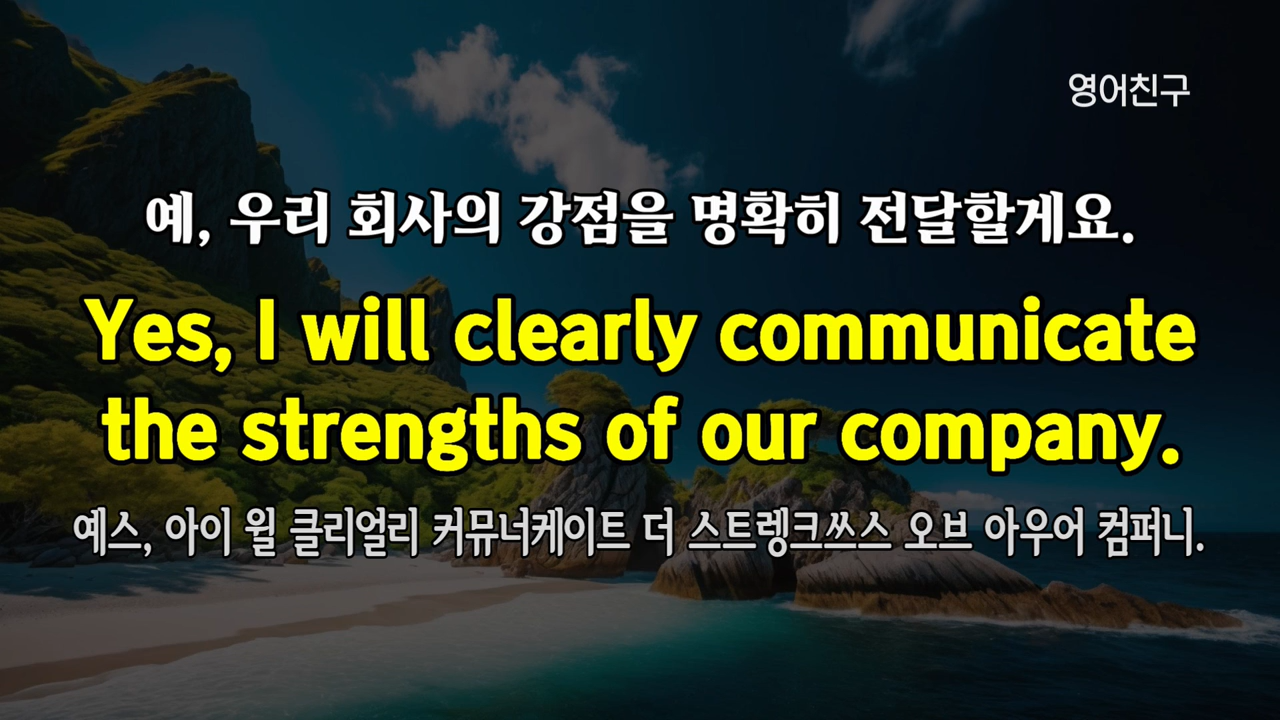 영어친구
예, 우리 회사의 강점을 명확히 전달할게요.
Yes, I will clearly communicate
the strengths of our company.
예스, 아이 윌 클리얼리 커뮤너케이트 더 스트렝크쓰스 오브 아우어 컴퍼니.